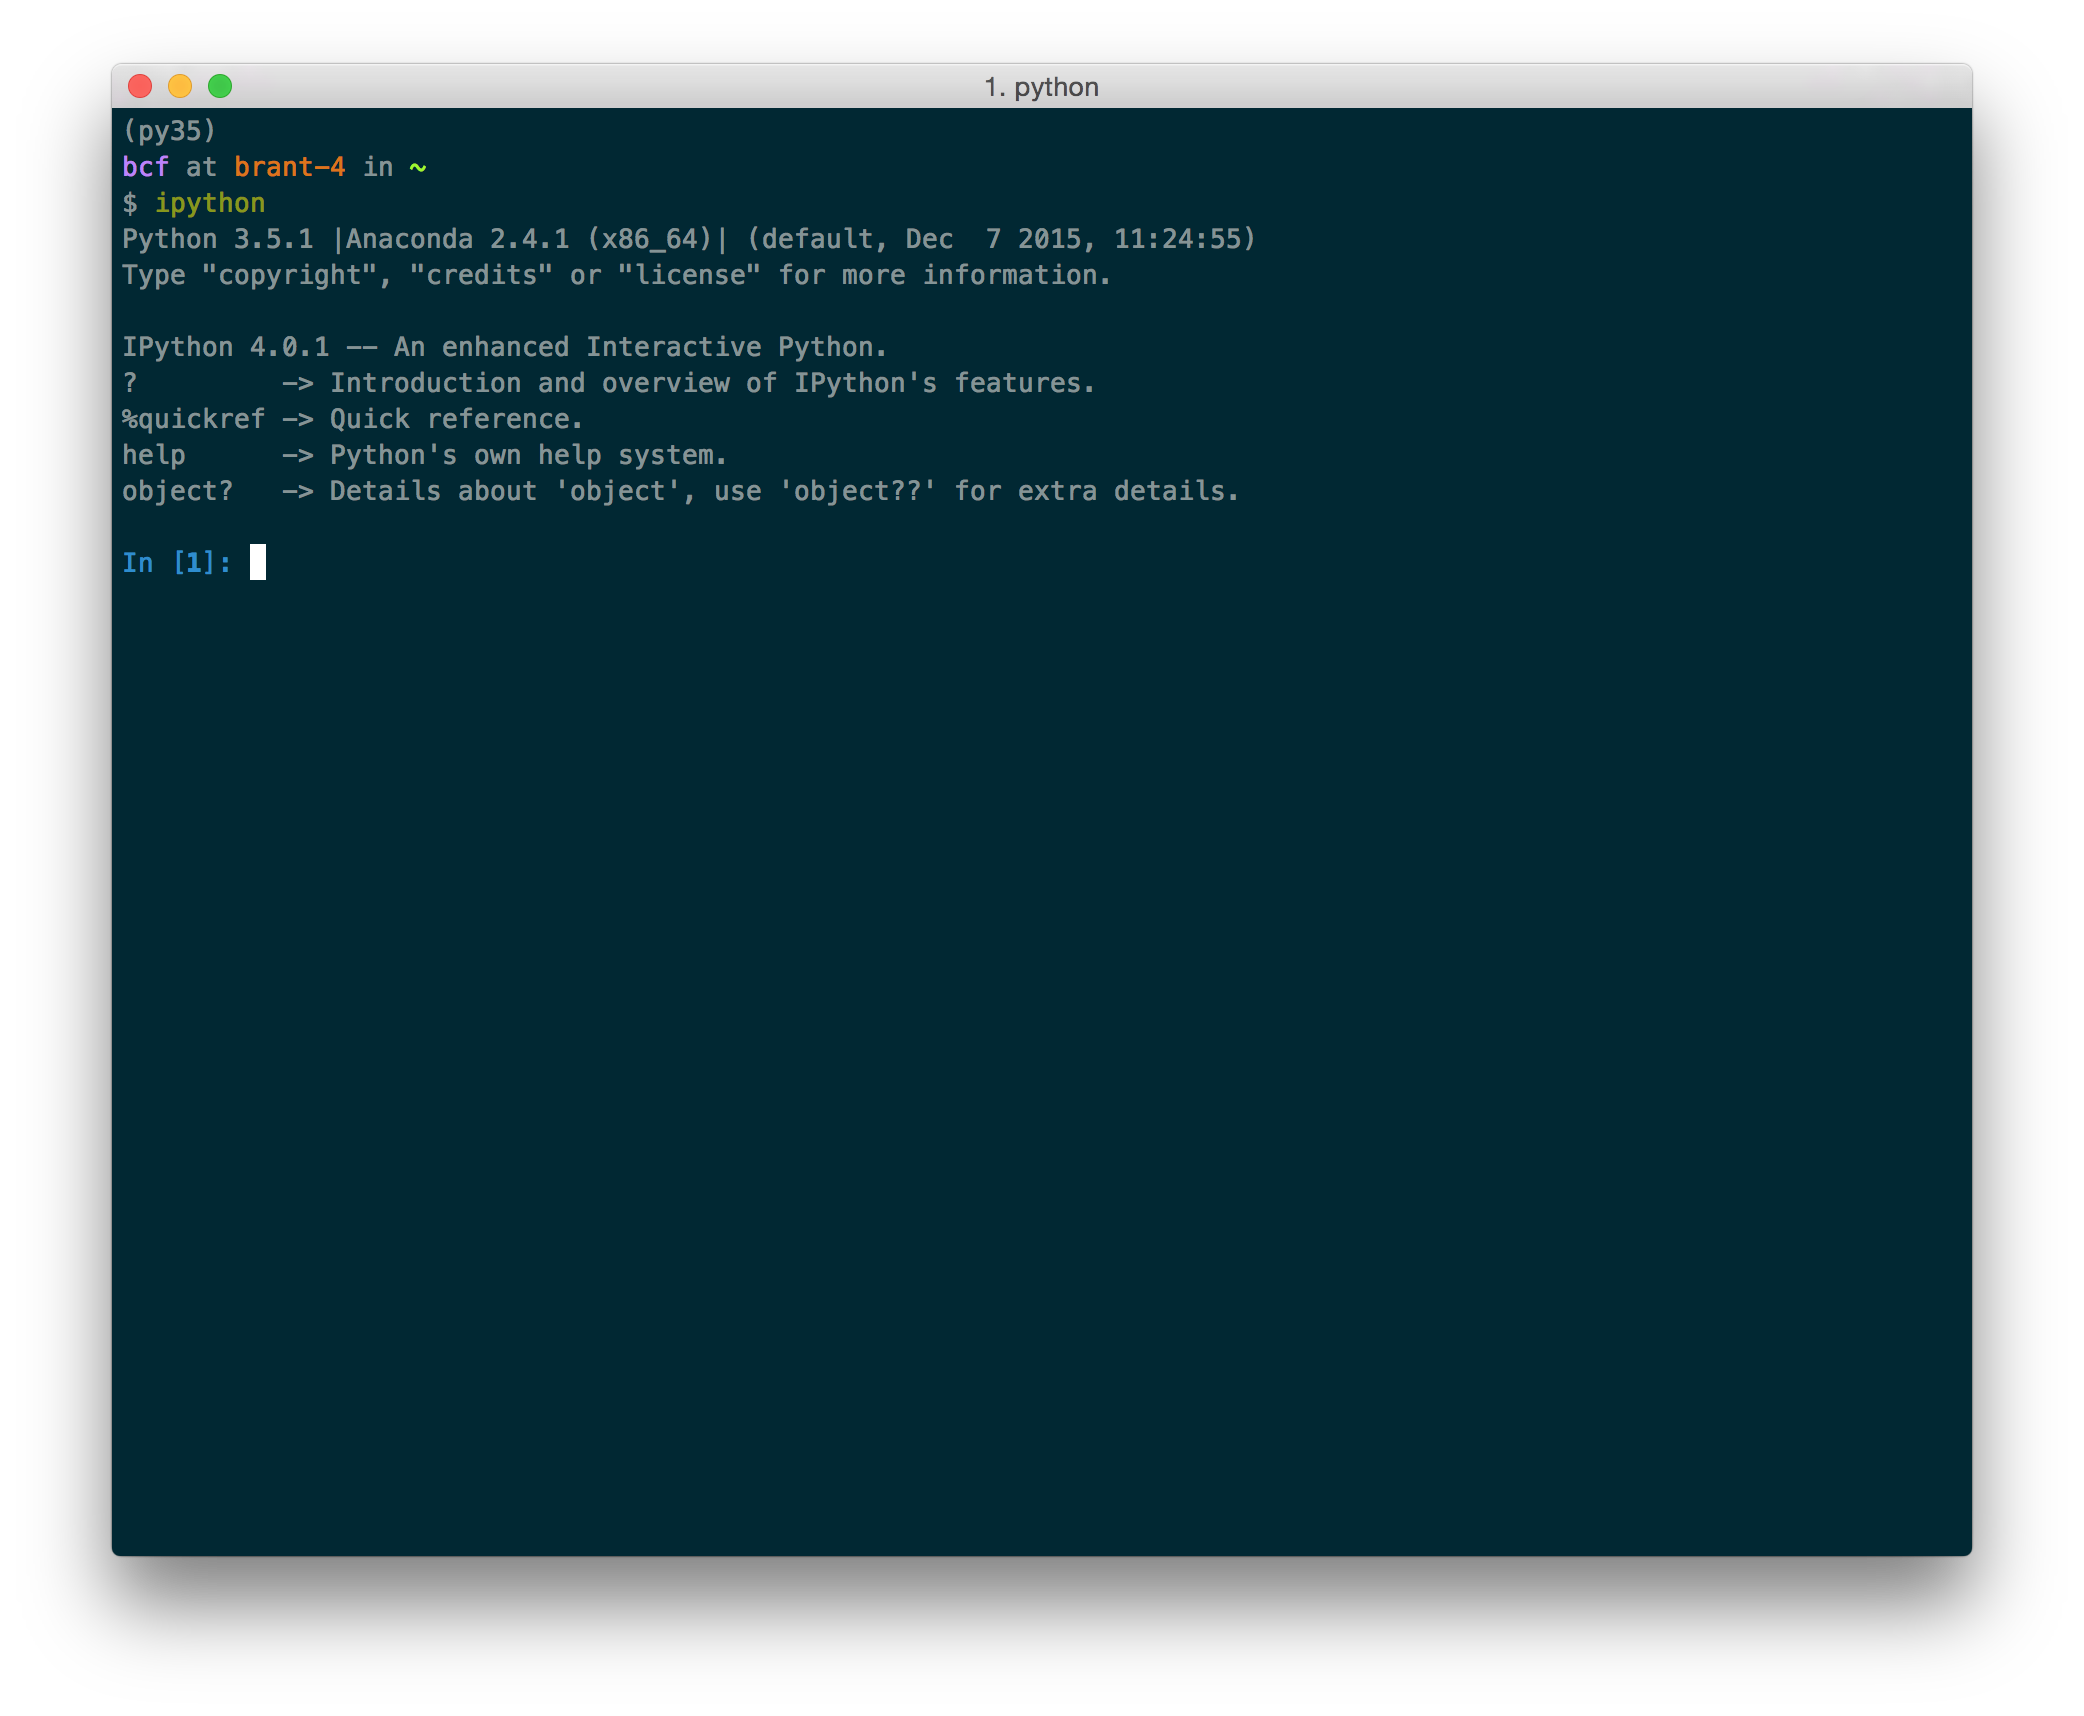 1. python
(py35)
bcf at brant-4 in ~
$ ipython
Python 3.5.1 |Anaconda 2.4.1 (x86_64)| (default, Dec  7 2015, 11:24:55)
Type "copyright", "credits" or "license" for more information.

IPython 4.0.1 -- An enhanced Interactive Python.
?         -> Introduction and overview of IPython's features.
%quickref -> Quick reference.
help      -> Python's own help system.
object?   -> Details about 'object', use 'object??' for extra details.

In [1]: